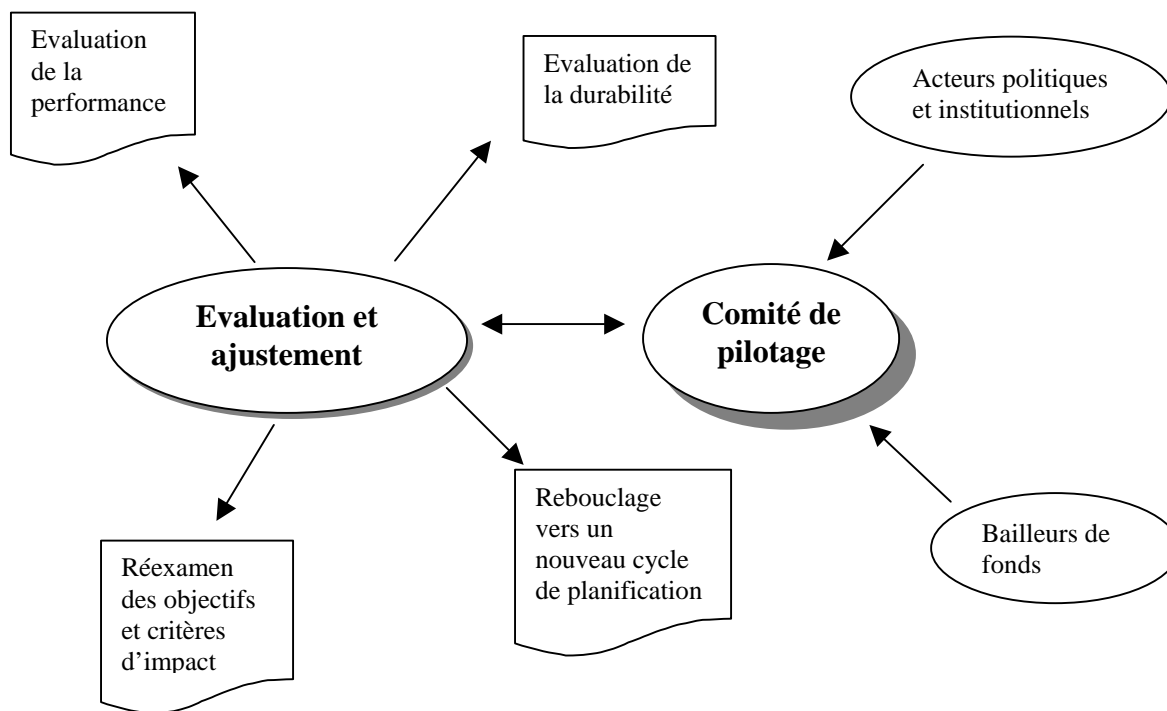 Evaluation
de la
performance
Evaluation de
la durabilité
Acteurs politiques
et institutionnels
Evaluation et
ajustement
Comité de
pilotage
Rebouclage
vers un
nouveau cycle
de planification
Bailleurs de
fonds
Réexamen
des objectifs
et critères
d’impact